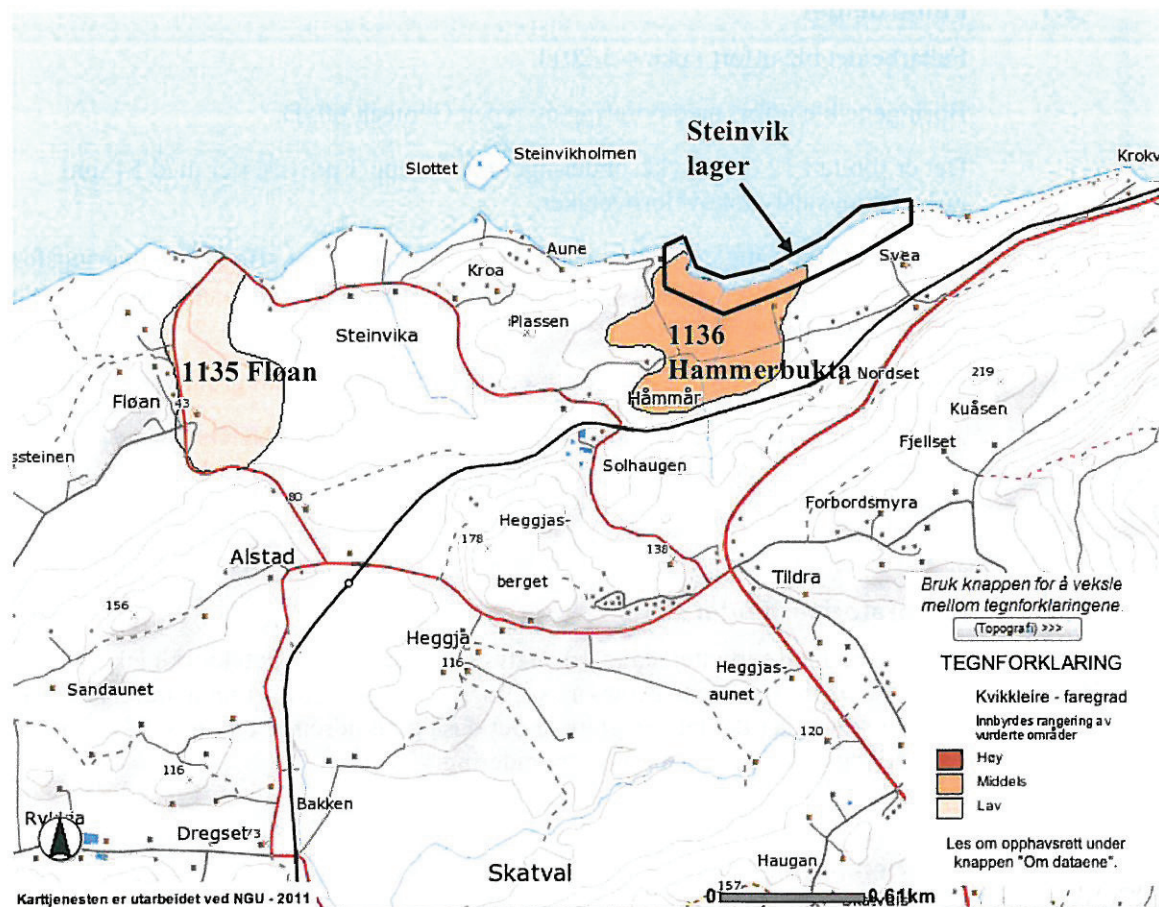 Steinvik
lager
Krokv
Steinvikholmen
Slottet
Aune
Svea
Kroa
Plassen
Steinvika
1136
Hammerbukta
1135 Fløan
Nordset
219
Håmmår
Kuåsen
Fløan
43
Fjellset
ssteinen
Solhaugen
80
Forbordsmyra
Heggjas-
178
138
berget
Alstad
Tildra
Bruk knappen for å veksle
mellom tegnforklaringene.
(Topografi) >>>
156
Heggja
116
TEGNFORKLARING
Heggjas-
aunet
Sandaunet
Kvikkleire - faregrad
Innbyrdes rangering av
vurderte områder
120
Høy
116
Middels
Bakken
Lav
Dregset
73
Les om opphavsrett under
knappen "Om dataene".
Haugan
Skatval
157
0
0.61km
Karttjenesten er utarbeidet ved NGU - 2011